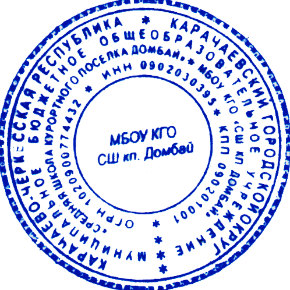 КАРАЧАЕВО-ЧЕРКЕССКАЯ РЕСПУБЛИКА * КАРАЧАЕВСКИЙ ГОРОДСКОЙ ОКРУГ
МУНИЦИПАЛЬНОЕ БЮДЖЕТНОЕ ОБЩЕОБРАЗОВАТЕЛЬНОЕ УЧРЕЖДЕНИЕ *
«СРЕДНЯЯ ШКОЛА КУРОРТНОГО ПОСЕЛКА ДОМБАЙ» * МБОУ КГО «СШ КП. ДОМБАЙ» *
ОГРН 1020900774432 * ИНН 0902030395 * КПП 090201001 *
МБОУ КГО
СШ кп. Домбай